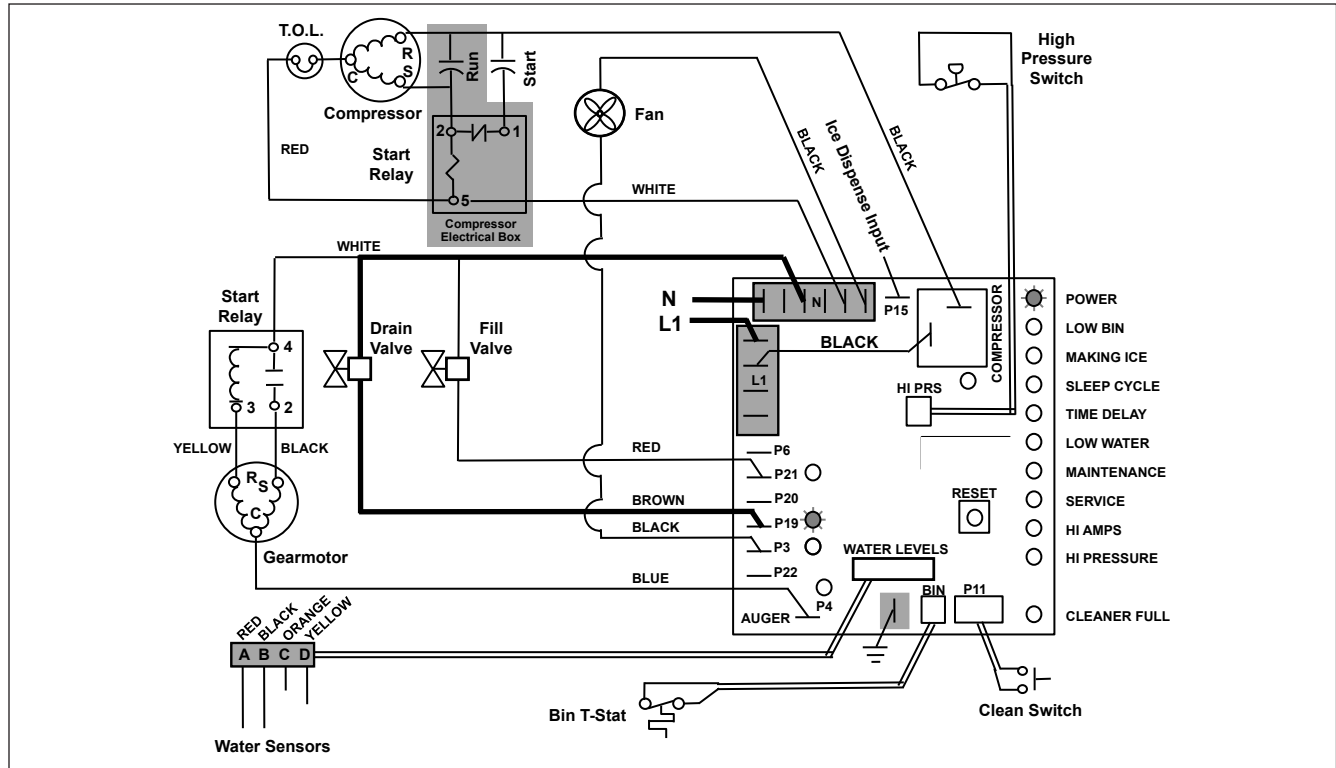 T.O.L.
R
S
C
Compressor
Run
Start
RED
2
1
Start
Relay
5
Compressor
Electrical Box
Fan
WHITE
BLACK
Ice Dispense Input
BLACK
High
Pressure
Switch
WHITE
Start
Relay
4
3
2
YELLOW
BLACK
R
S
C
Gearmotor
Drain
Valve
Fill
Valve
N
L1
N
P15
BLACK
L1
COMPRESSOR
HI PRS
POWER
LOW BIN
MAKING ICE
SLEEP CYCLE
TIME DELAY
LOW WATER
MAINTENANCE
SERVICE
HI AMPS
HI PRESSURE
CLEANER FULL
P6
RED
P21
P20
BROWN
P19
BLACK
P3
P22
BLUE
P4
AUGER
RESET
WATER LEVELS
BIN
P11
RED
BLACK
ORANGE
YELLOW
A B C D
Water Sensors
Bin T-Stat
Clean Switch